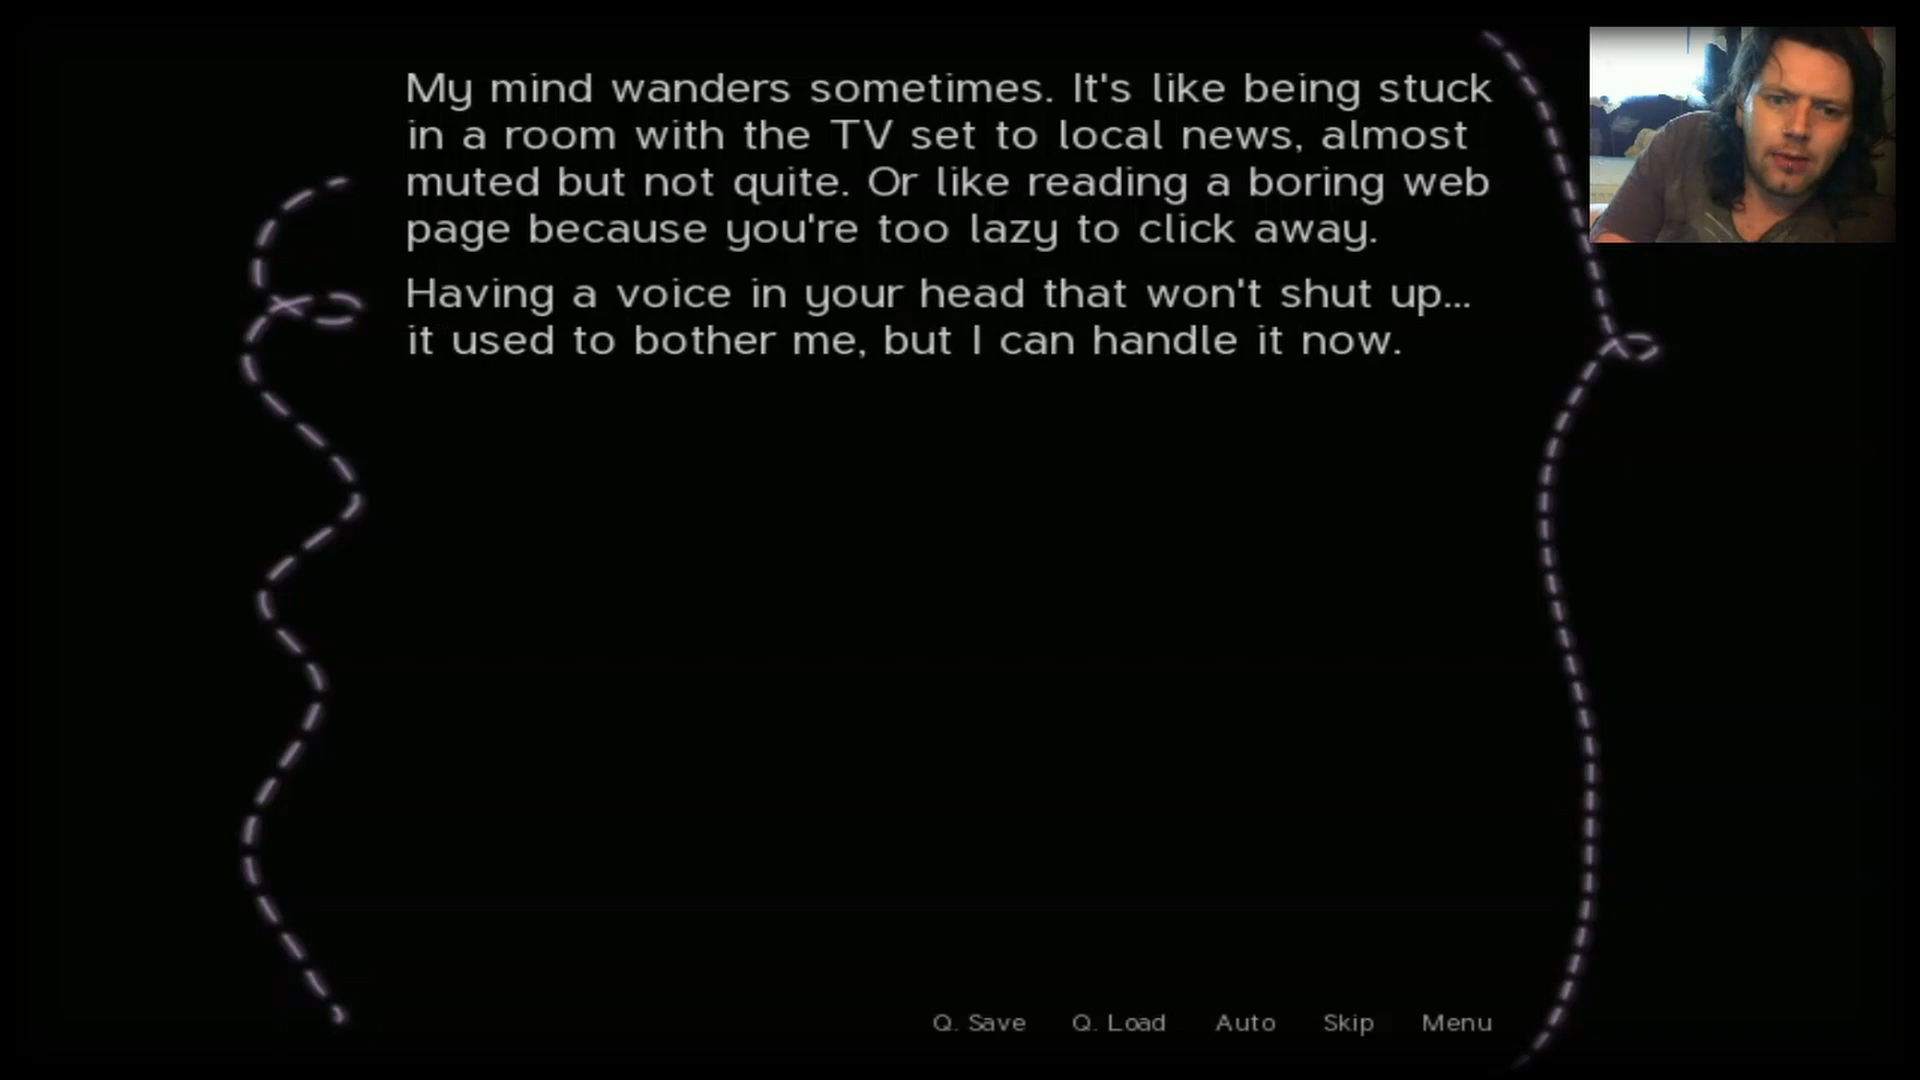 My mind wanders sometimes. It's like being stuck
in a room with the TV set to local news, almost
muted but not quite. Or like reading a boring web
page because you're too lazy to click away.
Having a voice in your head that won't shut up...
it used to bother me, but I can handle it now.
Q. Save Q. Load Auto Skip Menu